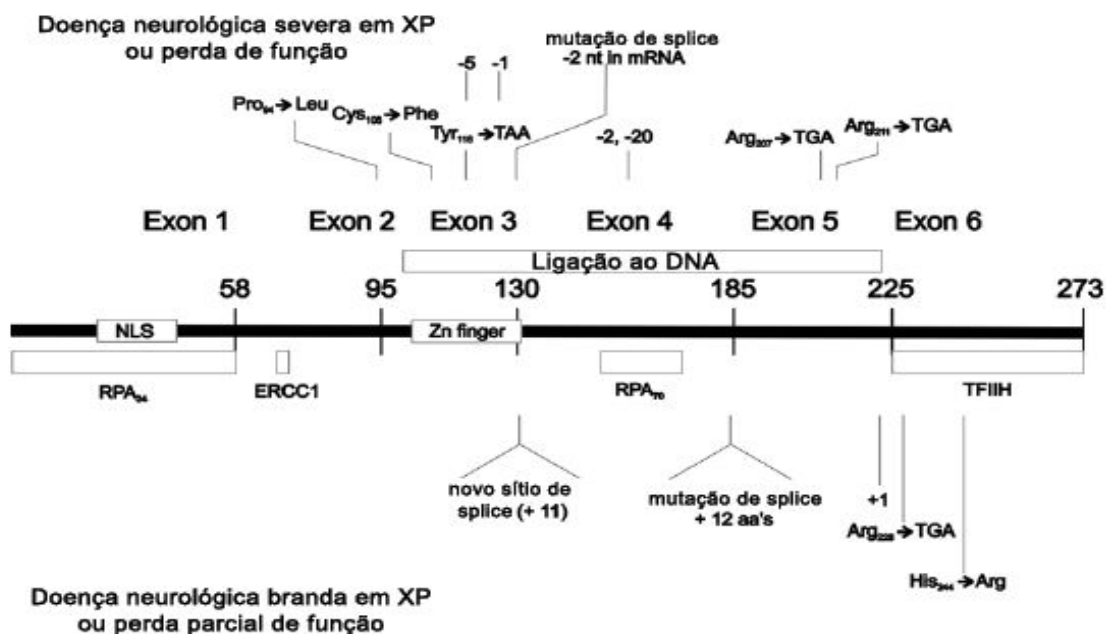 Doença neurológica severa em XP
ou perda de função
mutação de splice
-2 nt in mRNA
-5 -1
Pro94→Leu
Cys108→Phe
Tyr116→TAA
-2, -20
Arg207→TGA
Arg211→TGA
Exon 1 Exon 2 Exon 3 Exon 4 Exon 5 Exon 6
Ligação ao DNA
58 95 130 185 225 273
NLS Zn finger
RPA34 ERCC1 RPA70 TFIIH
novo sítio de
splice (+ 11)
mutação de splice
+ 12 aa's
+1
Arg228→TGA
His244→Arg
Doença neurológica branda em XP
ou perda parcial de função